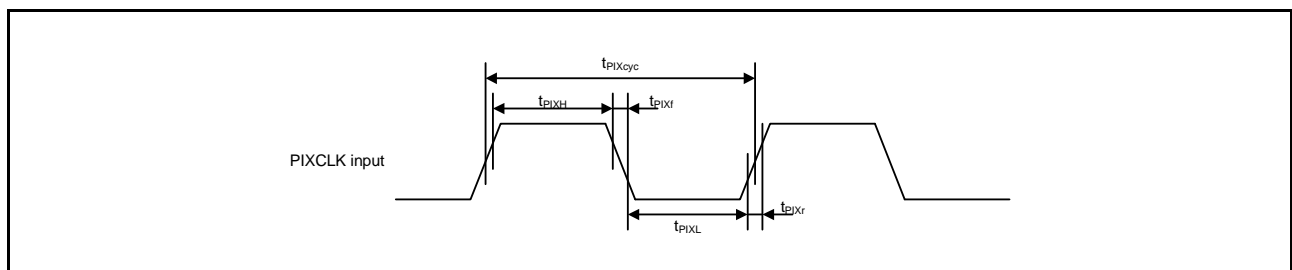 tPIXcyc
tPIXH
tPIXf
PIXCLK input
tPIXr
tPIXL